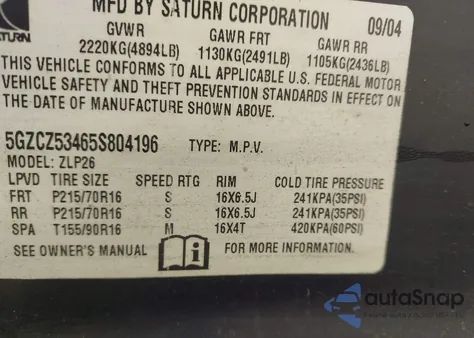 MFD BY SATURN CORPORATION 09/04
GVWR GAWR FRT GAWR RR
2220KG(4894LB) 1130KG(2491LB) 1105KG(2436LB)
THIS VEHICLE CONFORMS TO ALL APPLICABLE U.S. FEDERAL MOTOR
VEHICLE SAFETY AND THEFT PREVENTION STANDARDS IN EFFECT ON
THE DATE OF MANUFACTURE SHOWN ABOVE.
5GZCZ53465S804196 TYPE: M.P.V.
MODEL: ZLP26
LPVD TIRE SIZE SPEED RTG RIM COLD TIRE PRESSURE
FRT P215/70R16 S 16X6.5J 241KPA(35PSI)
RR P215/70R16 S 16X6.5J 241KPA(35PSI)
SPA T155/90R16 M 16X4T 420KPA(60PSI)
SEE OWNER'S MANUAL FOR MORE INFORMATION.
autoSnap